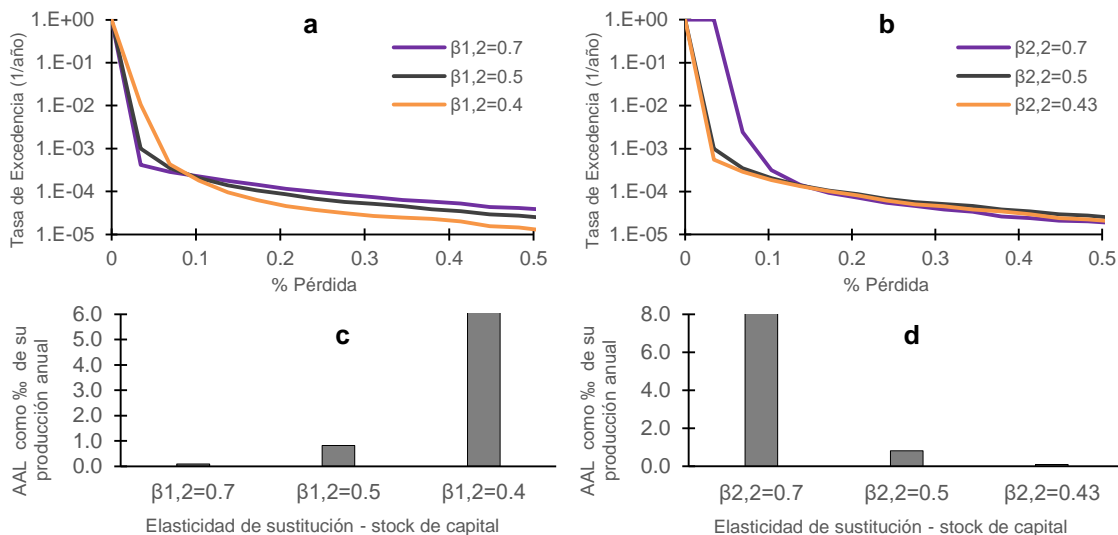 a
Tasa de Excedencia (1/año)
1.E+00
1.E-01
1.E-02
1.E-03
1.E-04
1.E-05
0
0.1
0.2
0.3
0.4
0.5
% Pérdida
β1,2=0.7
β1,2=0.5
β1,2=0.4
b
Tasa de Excedencia (1/año)
1.E+00
1.E-01
1.E-02
1.E-03
1.E-04
1.E-05
0
0.1
0.2
0.3
0.4
0.5
% Pérdida
β2,2=0.7
β2,2=0.5
β2,2=0.43
c
AAL como ‰ de su
producción anual
6.0
5.0
4.0
3.0
2.0
1.0
0.0
β1,2=0.7
β1,2=0.5
β1,2=0.4
Elasticidad de sustitución - stock de capital
d
AAL como ‰ de su
producción anual
8.0
6.0
4.0
2.0
0.0
β2,2=0.7
β2,2=0.5
β2,2=0.43
Elasticidad de sustitución - stock de capital